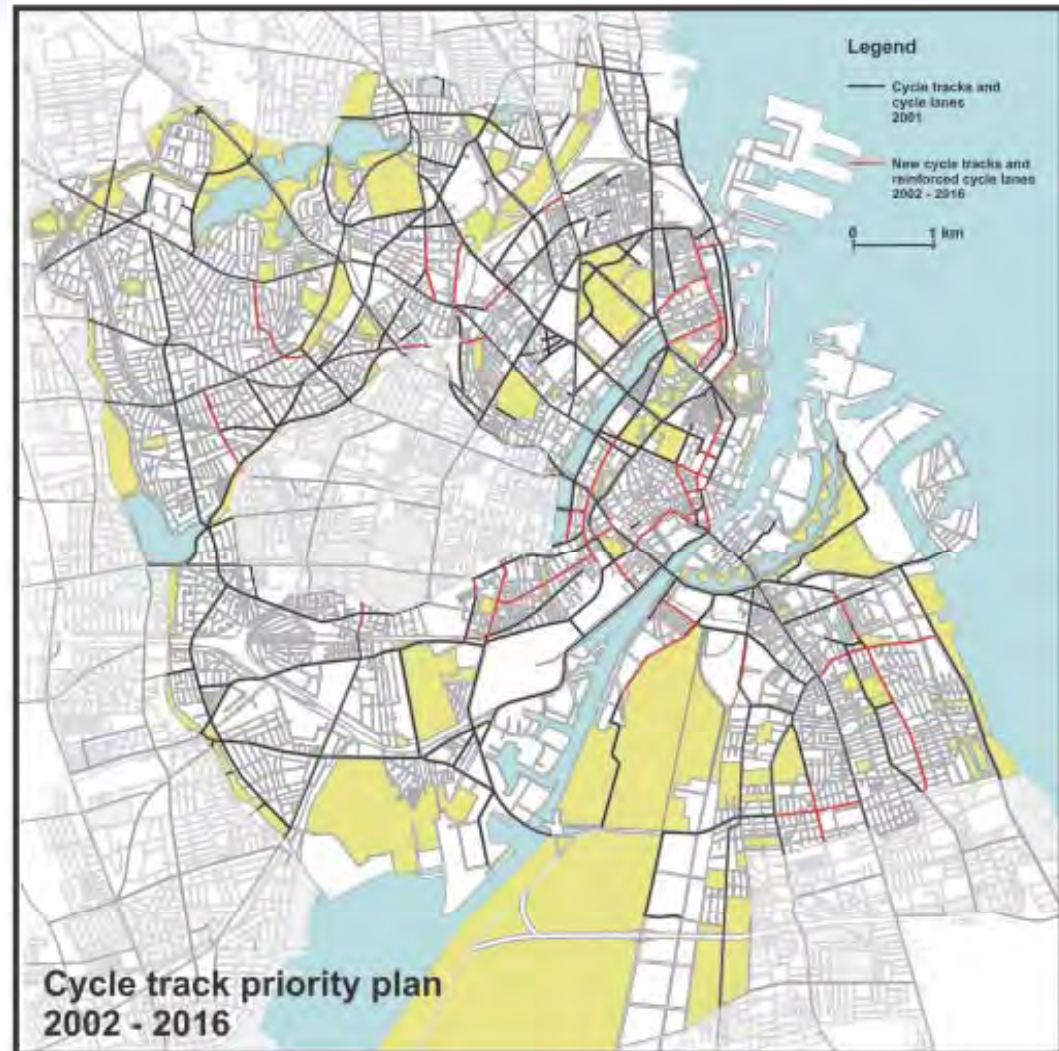 Legend
Cycle tracks and
cycle lanes
2001
New cycle tracks and
reinforced cycle lanes
2002 - 2016
0 1 km
Cycle track priority plan
2002 - 2016